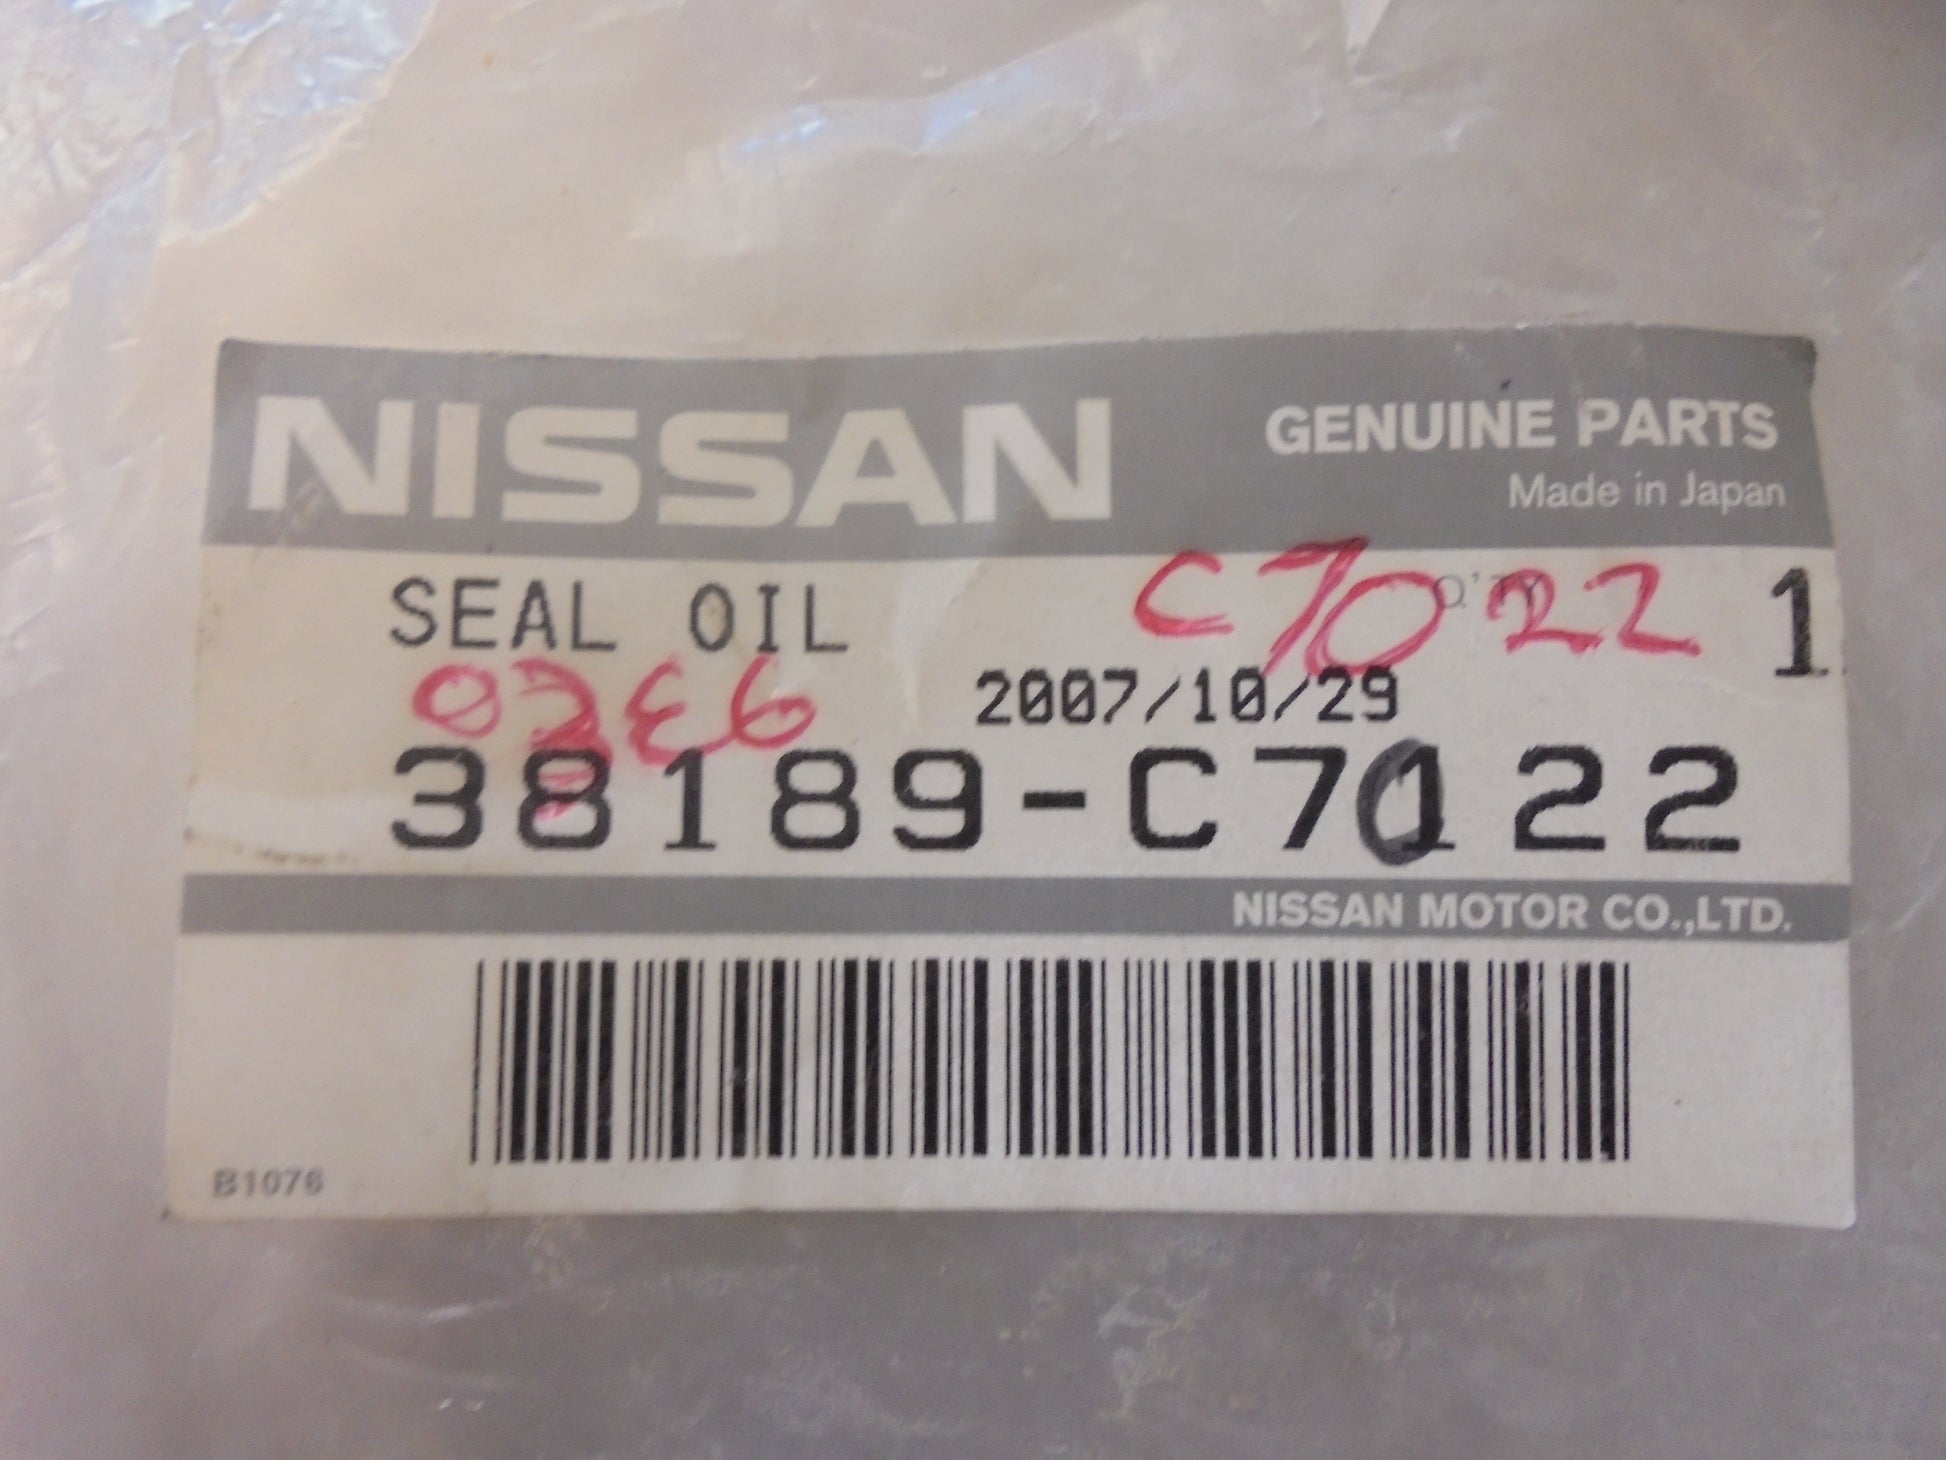 NISSAN
GENUINE PARTS
Made in Japan
SEAL OIL
C7022
Q'TY
1
2007/10/29
38189-C7122
NISSAN MOTOR CO.,LTD.
B1076